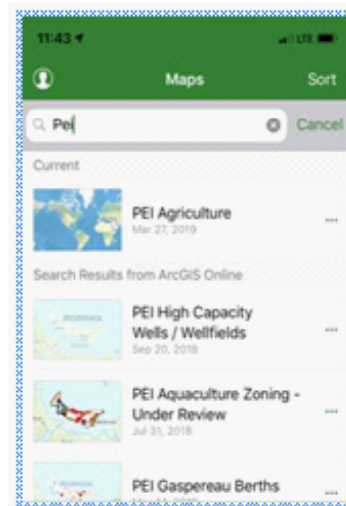 11:43
LTE
Maps
Sort
Pei
Cancel
Current
PEI Agriculture
Mar 27, 2019
Search Results from ArcGIS Online
PEI High Capacity
Wells / Wellfields
Sep 20, 2018
PEI Aquaculture Zoning -
Under Review
Jul 31, 2018
PEI Gaspereau Berths